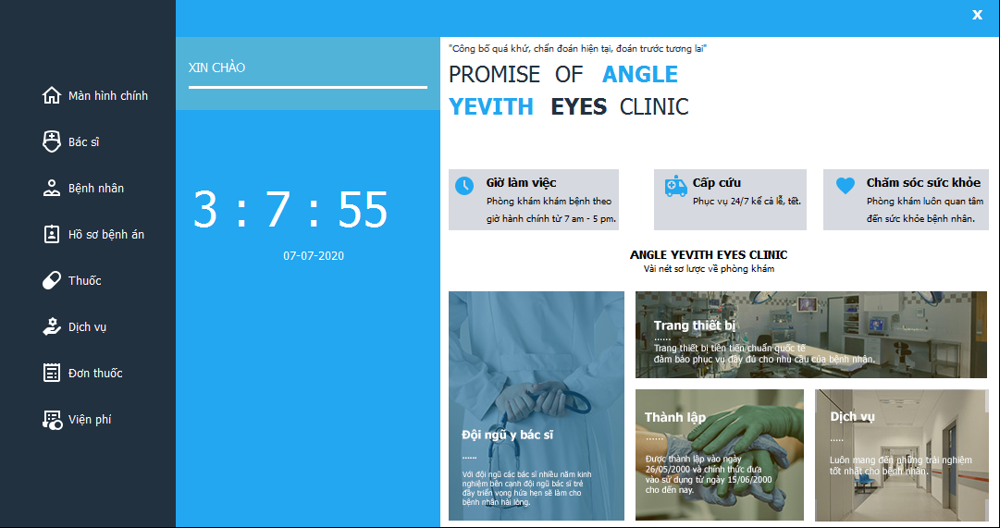 X
Màn hình chính
Bác sĩ
Bệnh nhân
Hồ sơ bệnh án
Thuốc
Dịch vụ
Đơn thuốc
Viện phí
XIN CHÀO
3 : 7 : 55
07-07-2020
"Công bố quá khứ, chẩn đoán hiện tại, đoán trước tương lai"
PROMISE OF ANGLE
YEVITH EYES CLINIC
Giờ làm việc
Phòng khám khám bệnh theo
giờ hành chính từ 7 am - 5 pm.
Cấp cứu
Phục vụ 24/7 kể cả lễ, tết.
Chăm sóc sức khỏe
Phòng khám luôn quan tâm
đến sức khỏe bệnh nhân.
ANGLE YEVITH EYES CLINIC
Vài nét sơ lược về phòng khám
Đội ngũ y bác sĩ
......
Với đội ngũ các bác sĩ nhiều năm kinh
nghiệm bên cạnh đội ngũ bác sĩ trẻ
đầy triển vọng hứa hẹn sẽ làm cho
bệnh nhân hài lòng.
Trang thiết bị
......
Trang thiết bị tiên tiến chuẩn quốc tế
đảm bảo phục vụ đầy đủ cho nhu cầu của bệnh nhân.
Thành lập
......
Được thành lập vào ngày
26/05/2000 và chính thức đưa
vào sử dụng từ ngày 15/06/2000
cho đến nay.
Dịch vụ
.....
Luôn mang đến những trải nghiệm
tốt nhất cho bệnh nhân.